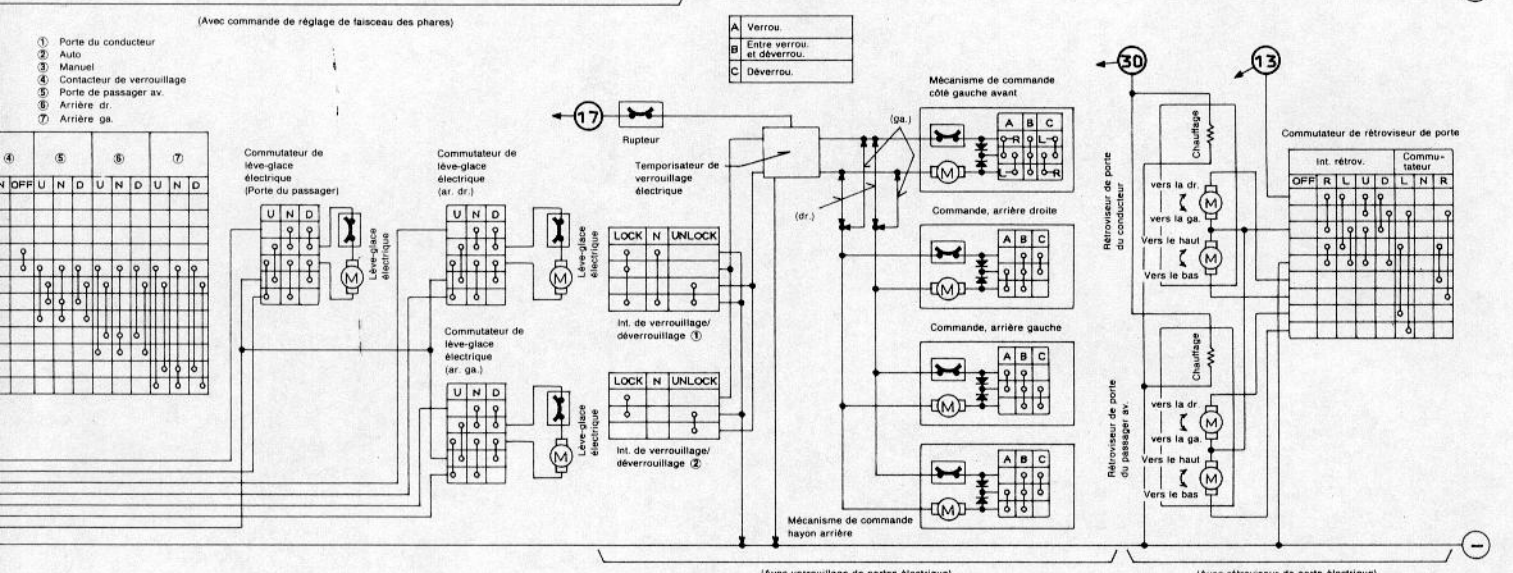 (Avec commande de réglage de faisceau des phares)
① Porte du conducteur
② Auto
③ Manuel
④ Contacteur de verrouillage
⑤ Porte de passager av.
⑥ Arrière dr.
⑦ Arrière ga.
④ ⑤ ⑥ ⑦
N OFF U N D U N D U N D
Commutateur de
lève-glace
électrique
(Porte du passager)
U N D
M
Lève-glace
électrique
Commutateur de
lève-glace
électrique
(ar. dr.)
U N D
M
Lève-glace
électrique
Commutateur de
lève-glace
électrique
(ar. ga.)
U N D
M
Lève-glace
électrique
A Verrou.
B Entre verrou.
et déverrou.
C Déverrou.
17
Rupteur
Temporisateur de
verrouillage
électrique
LOCK N UNLOCK
Int. de verrouillage/
déverrouillage ①
LOCK N UNLOCK
Int. de verrouillage/
déverrouillage ②
(ga.)
(dr.)
Mécanisme de commande
côté gauche avant
A B C
R L
L R
M
Commande, arrière droite
A B C
M
Commande, arrière gauche
A B C
M
A B C
M
Mécanisme de commande
hayon arrière
30
13
Rétroviseur de porte
du conducteur
Chauffage
vers la dr.
M
vers la ga.
Vers le haut
M
Vers le bas
Rétroviseur de porte
du passager av.
Chauffage
vers la dr.
M
vers la ga.
Vers le haut
M
Vers le bas
Commutateur de rétroviseur de porte
Int. rétrov.
Commu-
tateur
OFF R L U D L N R
−
(Avec verrouillage de portes électrique)
(Avec rétroviseur de porte électrique)